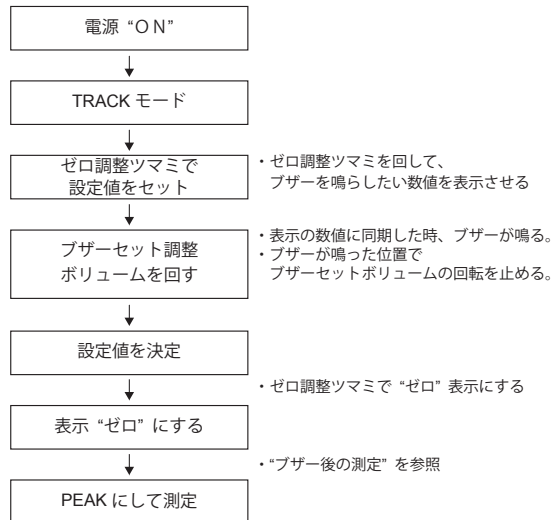 電源 “ＯＮ”
TRACK モード
ゼロ調整ツマミで
設定値をセット
・ゼロ調整ツマミを回して、
ブザーを鳴らしたい数値を表示させる
ブザーセット調整
ボリュームを回す
・表示の数値に同期した時、ブザーが鳴る。
・ブザーが鳴った位置で
ブザーセットボリュームの回転を止める。
設定値を決定
・ゼロ調整ツマミで “ゼロ” 表示にする
表示 “ゼロ” にする
・“ブザー後の測定” を参照
PEAK にして測定